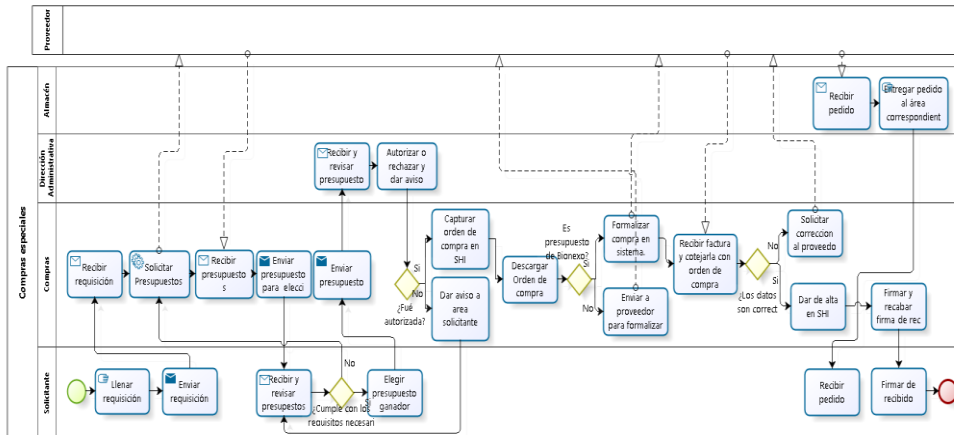 Proveedor
Compras especiales
Almacén
Recibir
pedido
Entregar pedido
al área
correspondient
Dirección
Administrativa
Recibir y
revisar
presupuesto
Autorizar o
rechazar y
dar aviso
Compras
Recibir
requisición
Solicitar
Presupuestos
Recibir
presupuesto
s
Enviar
presupuesto
para elecci
Enviar
presupuesto
Si
No
¿Fué
autorizada?
Capturar
orden de
compra en
SHI
Dar aviso a
area
solicitante
Descargar
Orden de
compra
Es
presupuesto
de Bionexo?
Si
No
Formalizar
compra en
sistema.
Enviar a
proveedor
para formalizar
Recibir factura
y cotejarla con
orden de
compra
No
Si
¿Los datos
son correct
Solicitar
correccion
al proveedo
Dar de alta
en SHI
Firmar y
recabar
firma de rec
Solicitante
Llenar
requisición
Enviar
requisición
Recibir y
revisar
presupestos
No
¿Cumple con los
requisitos necesan
Elegir
presupuesto
ganador
Recibir
pedido
Firmar de
recibido